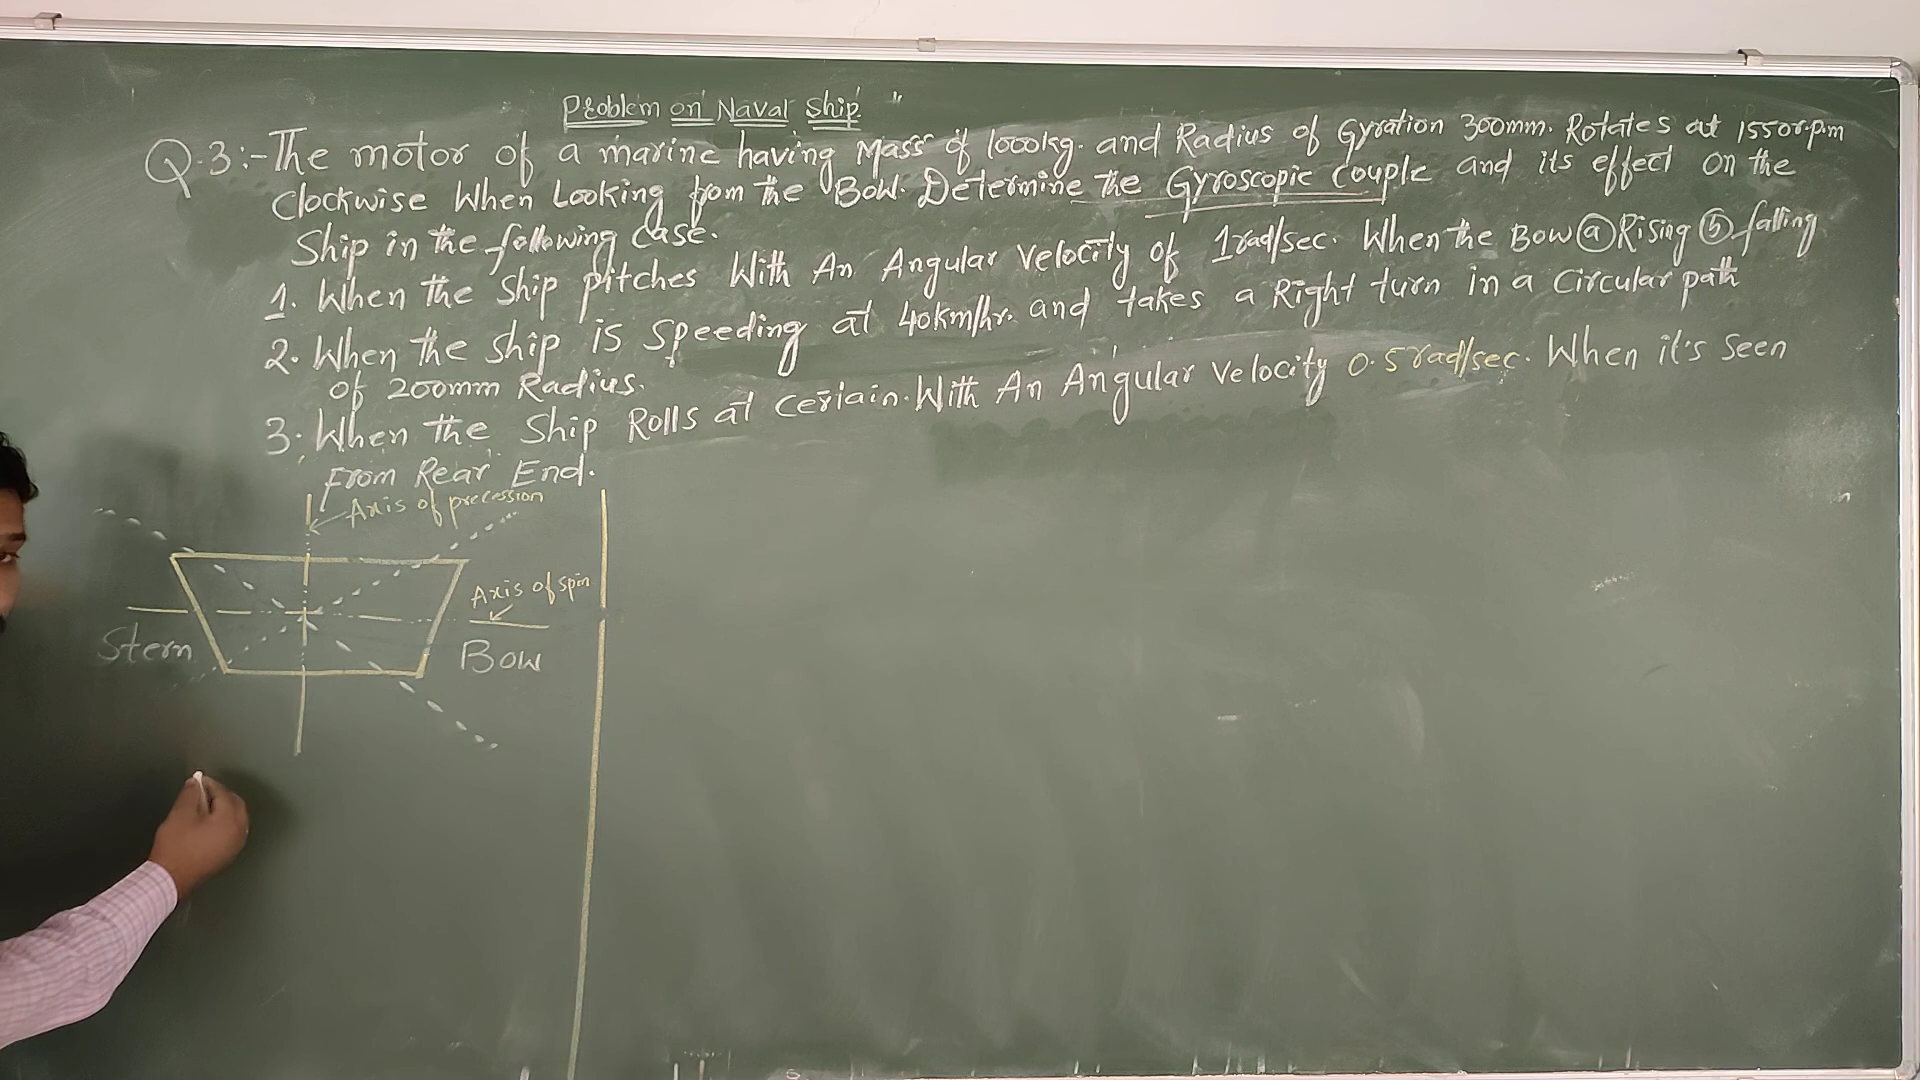 Problem on Naval Ship "
Q.3:- The motor of a marine having Mass of 1000kg. and Radius of Gyration 300mm. Rotates at 1550r.p.m
Clockwise When Looking from the Bow. Determine the Gyroscopic Couple and its effect on the
Ship in the following case.
1. When the Ship pitches With An Angular Velocity of 1rad/sec. When the Bow ⓐ Rising ⓑ falling
2. When the Ship is Speeding at 40km/hr. and takes a Right turn in a Circular path
of 200mm Radius.
3. When the Ship Rolls at Certain. With An Angular Velocity 0.5 rad/sec. When it's Seen
From Rear End.
Axis of precession
Axis of spin
Stern
Bow